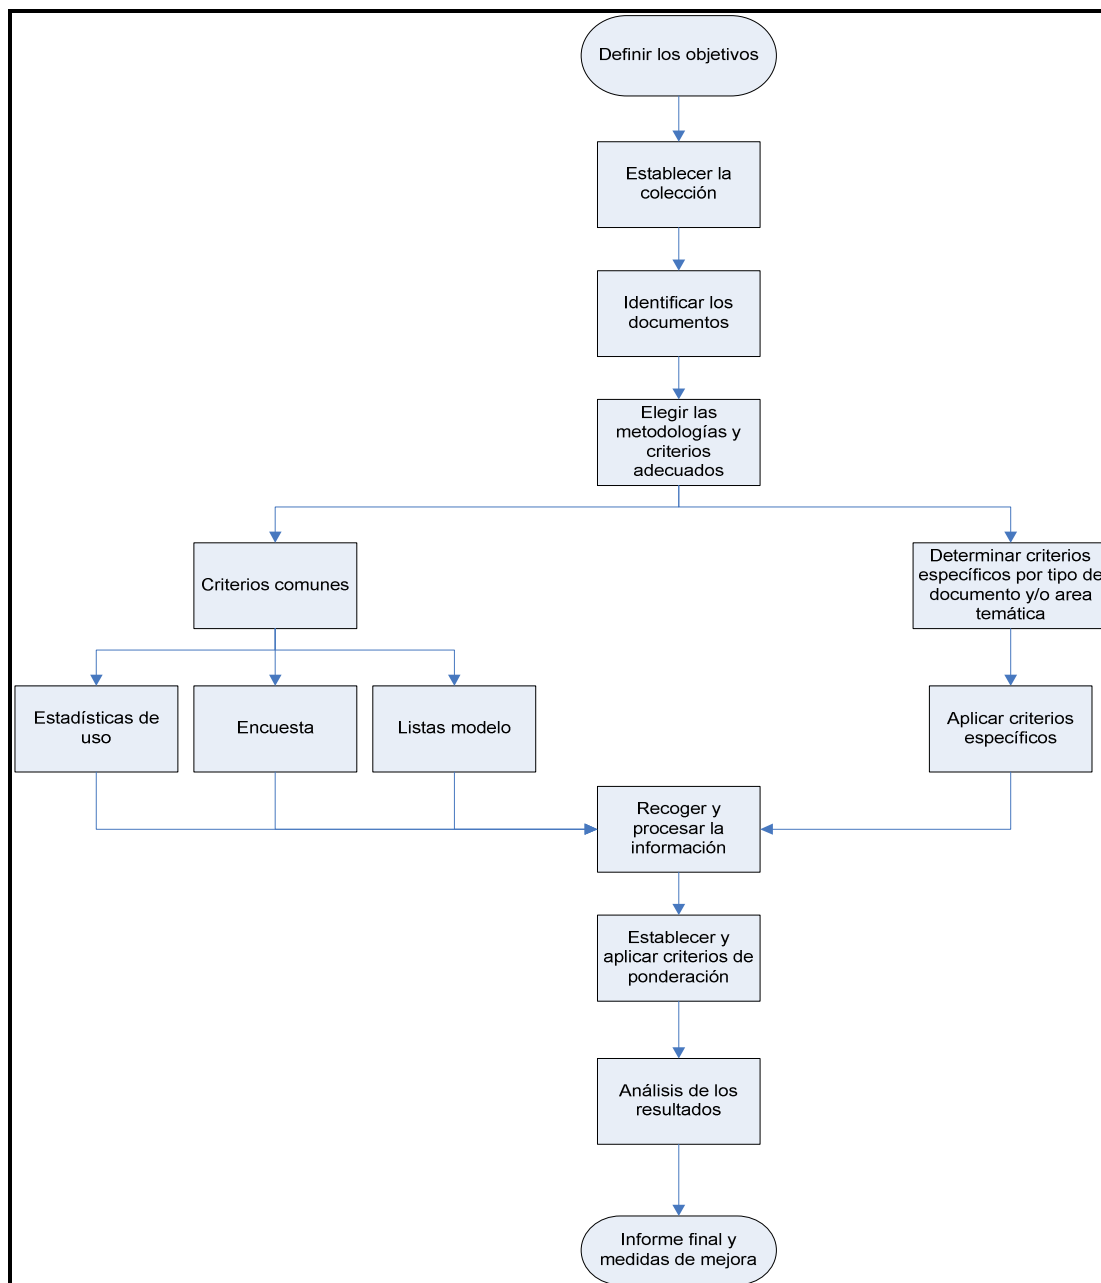 Definir los objetivos
Establecer la
colección
Identificar los
documentos
Elegir las
metodologías y
criterios
adecuados
Criterios comunes
Determinar criterios
específicos por tipo de
documento y/o area
temática
Estadísticas de
uso
Encuesta
Listas modelo
Aplicar criterios
específicos
Recoger y
procesar la
información
Establecer y
aplicar criterios de
ponderación
Análisis de los
resultados
Informe final y
medidas de mejora